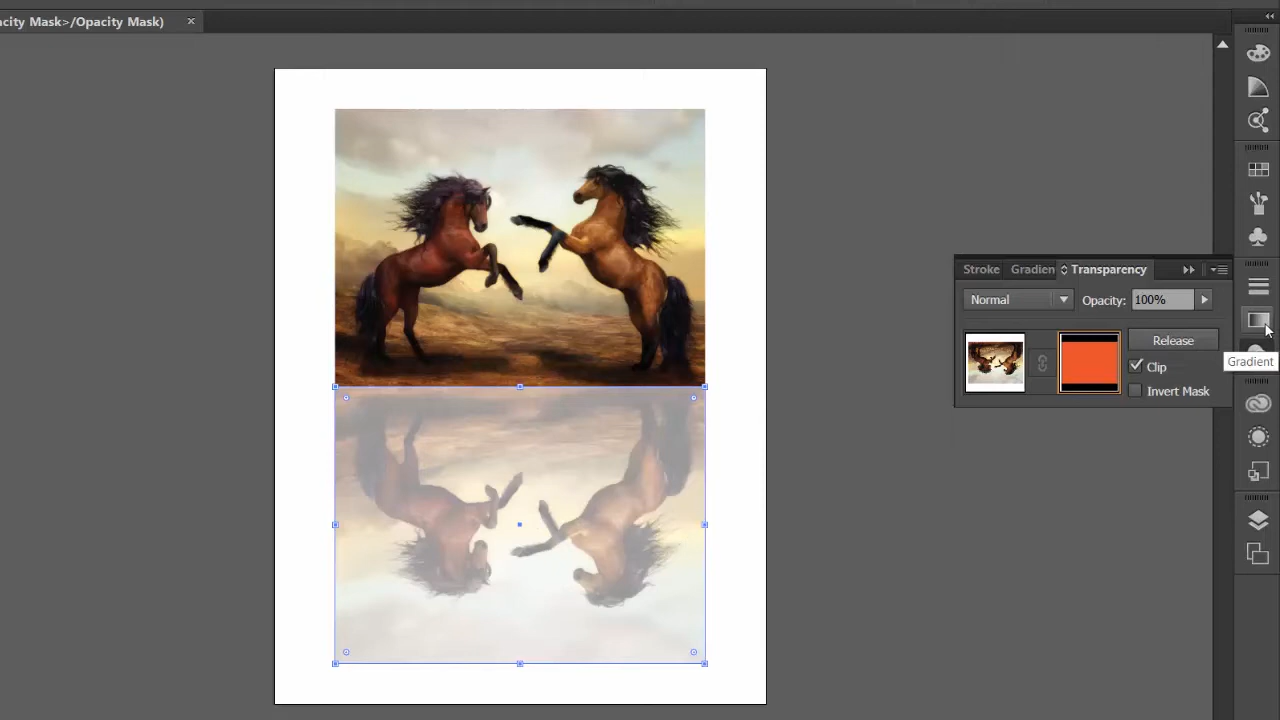 acity Mask>/Opacity Mask) ×
Stroke Gradien Transparency
Normal Opacity: 100%
Release
Clip
Invert Mask
Gradient